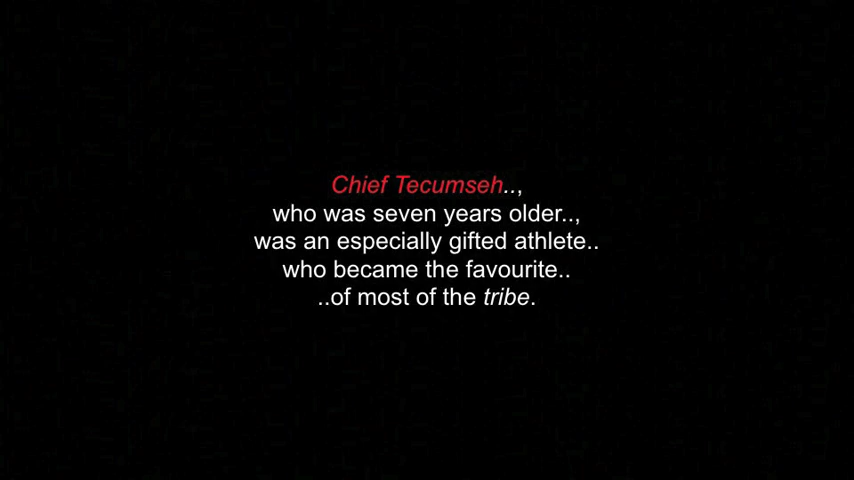 Chief Tecumseh..,
who was seven years older..,
was an especially gifted athlete..
who became the favourite..
..of most of the tribe.